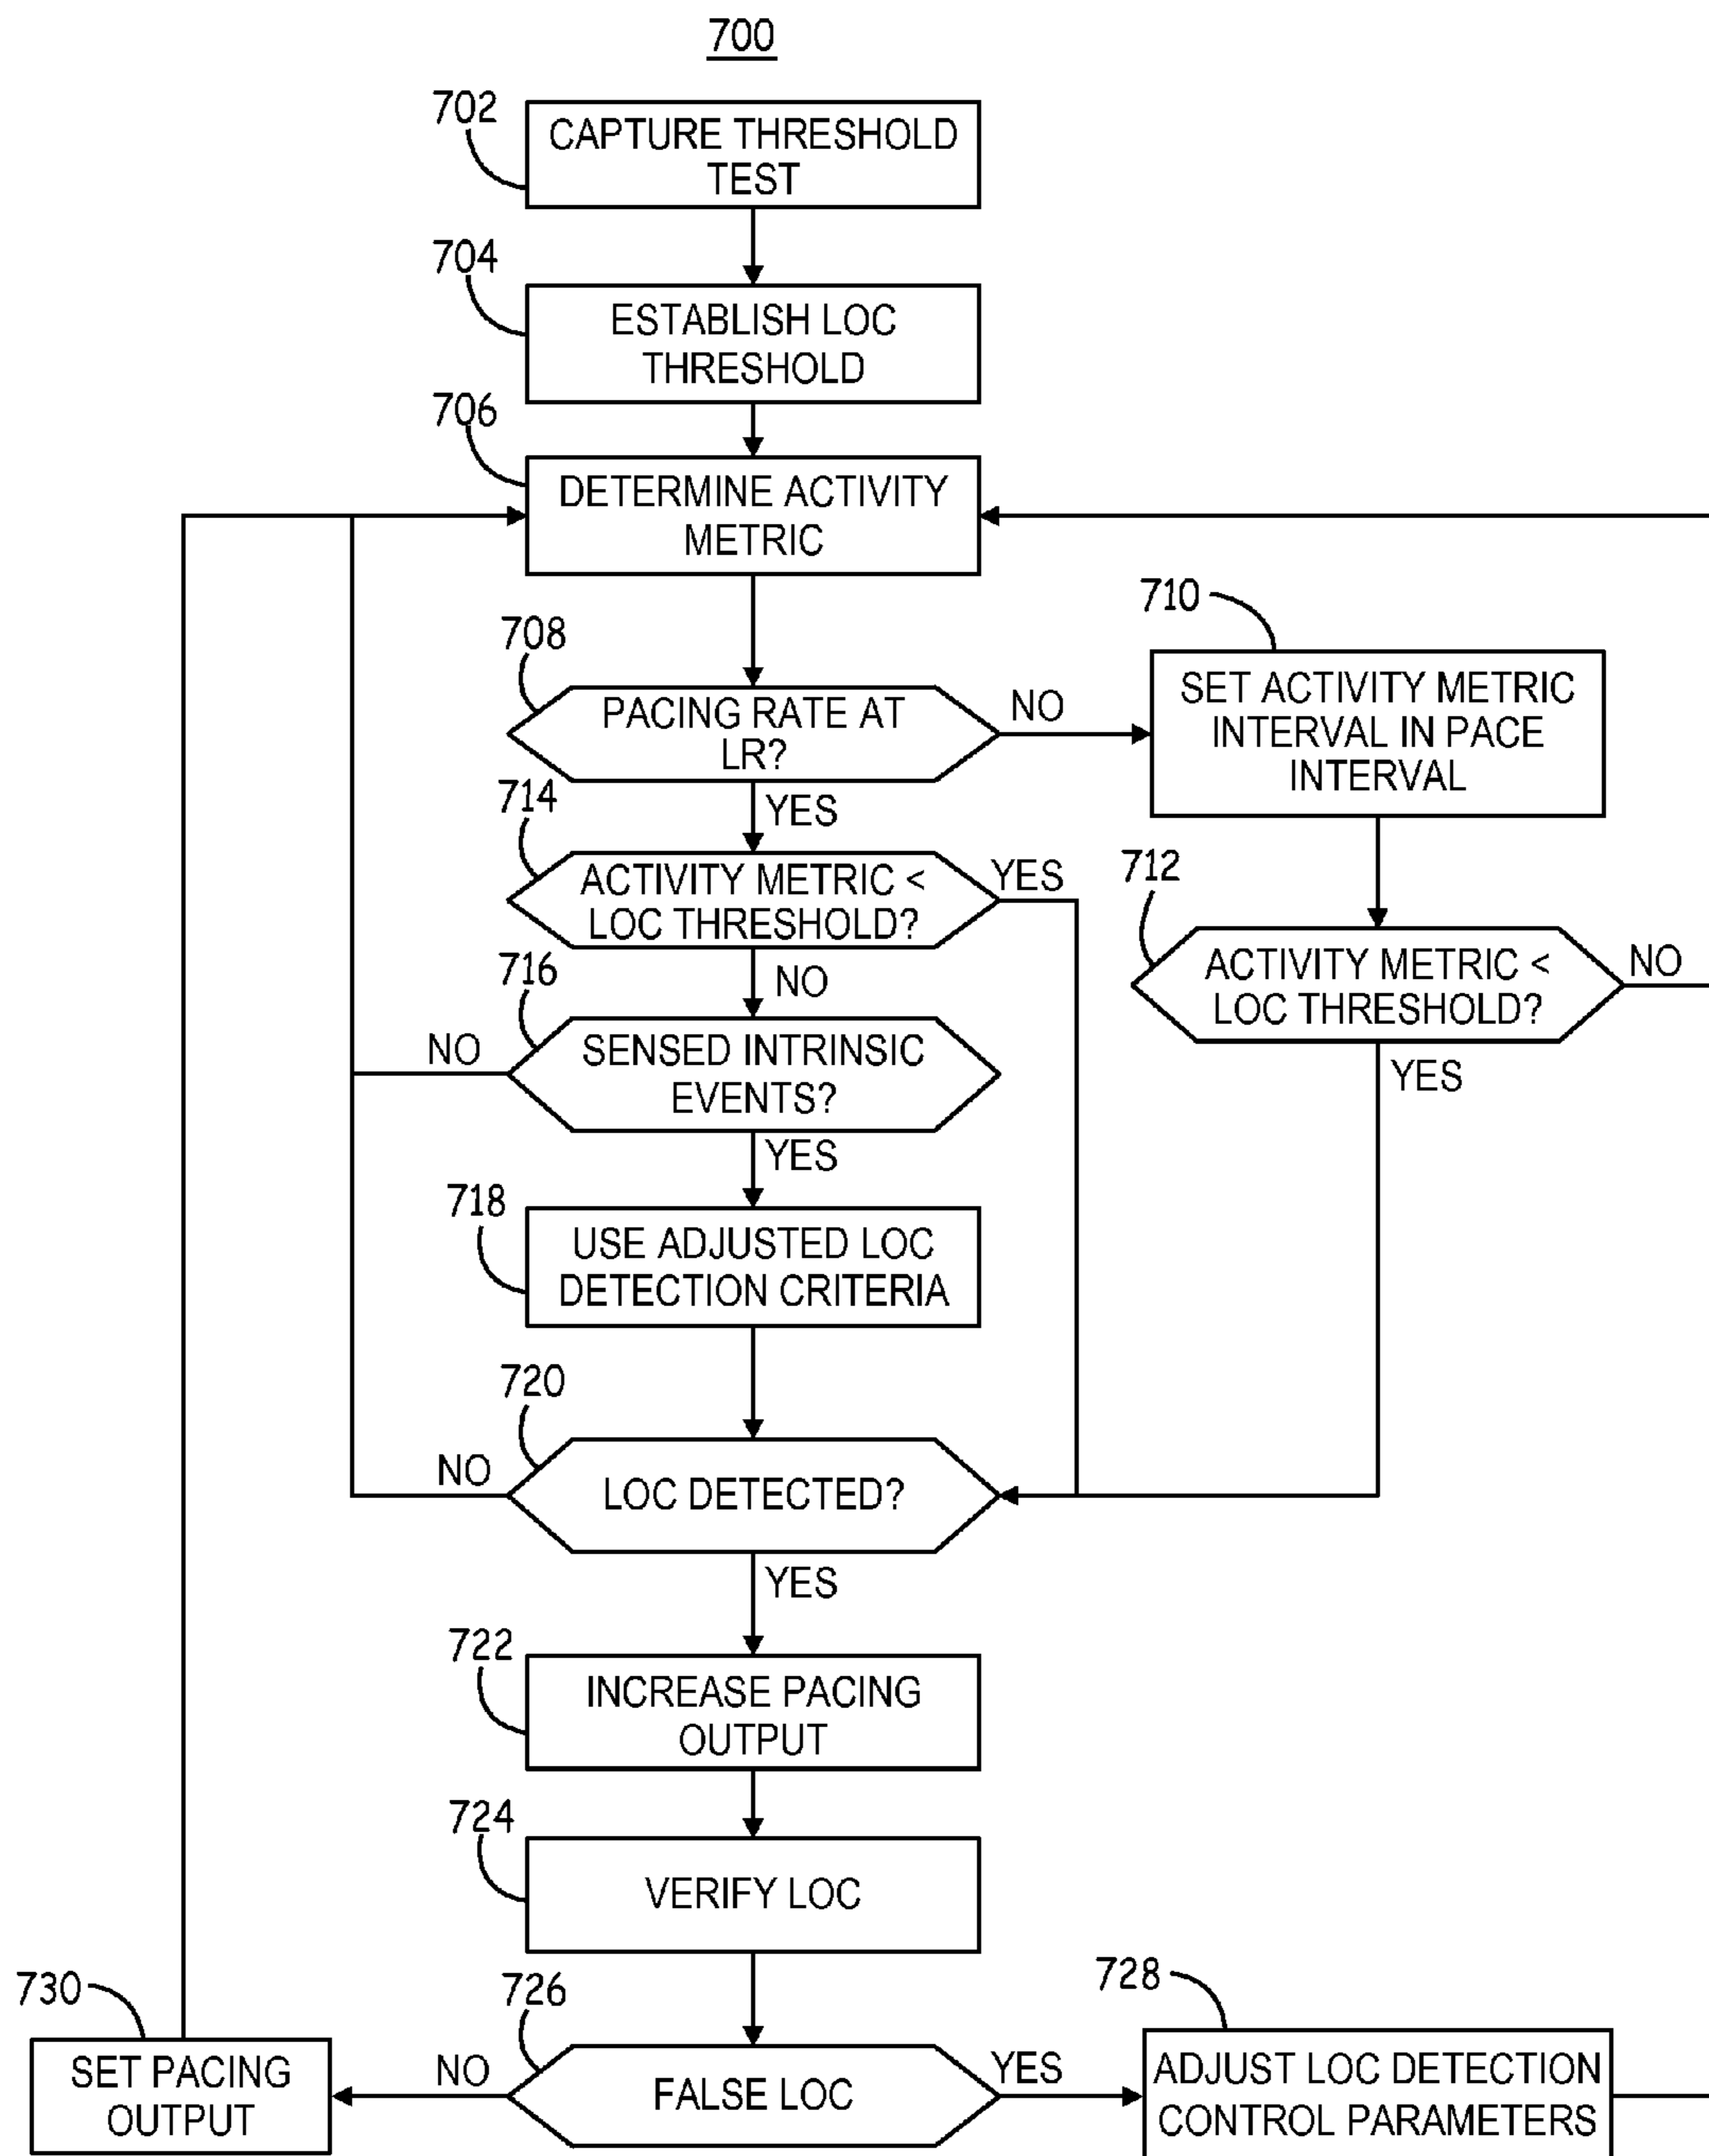 700
702
CAPTURE THRESHOLD
TEST
704
ESTABLISH LOC
THRESHOLD
706
DETERMINE ACTIVITY
METRIC
708
PACING RATE AT
LR?
NO
YES
710
SET ACTIVITY METRIC
INTERVAL IN PACE
INTERVAL
714
ACTIVITY METRIC <
LOC THRESHOLD?
YES
NO
712
ACTIVITY METRIC <
LOC THRESHOLD?
NO
YES
716
SENSED INTRINSIC
EVENTS?
NO
YES
718
USE ADJUSTED LOC
DETECTION CRITERIA
720
LOC DETECTED?
NO
YES
722
INCREASE PACING
OUTPUT
724
VERIFY LOC
726
FALSE LOC
NO
YES
730
SET PACING
OUTPUT
728
ADJUST LOC DETECTION
CONTROL PARAMETERS